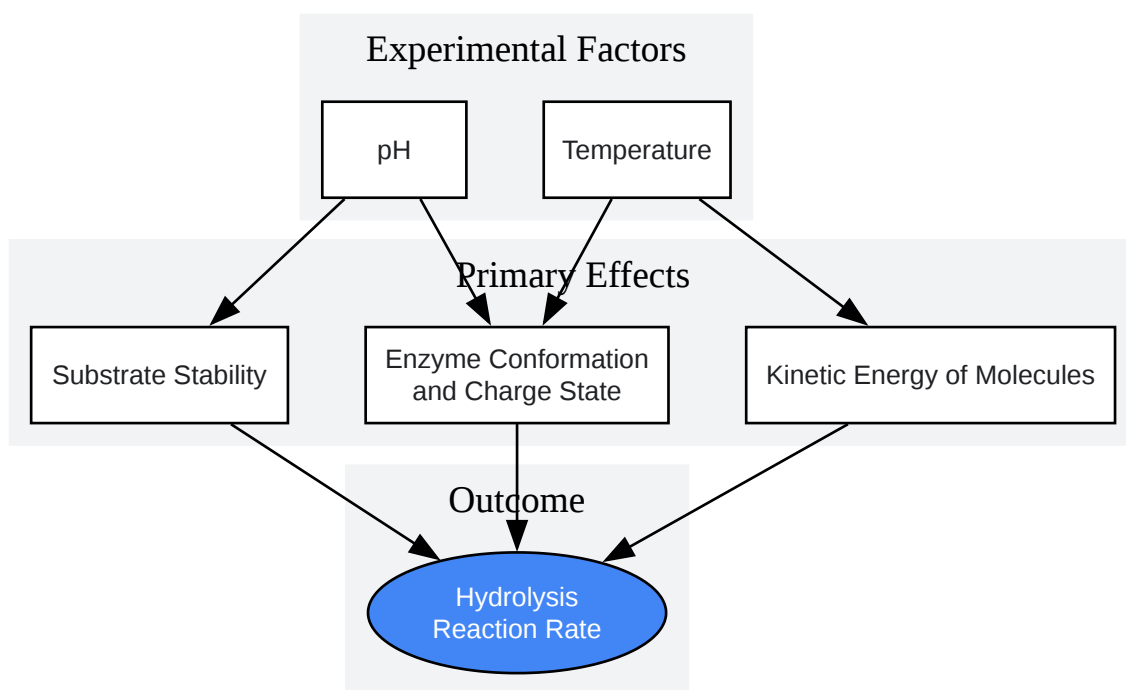 Experimental Factors
pH
Temperature
Primary Effects
Substrate Stability
Enzyme Conformation
and Charge State
Kinetic Energy of Molecules
Outcome
Hydrolysis
Reaction Rate